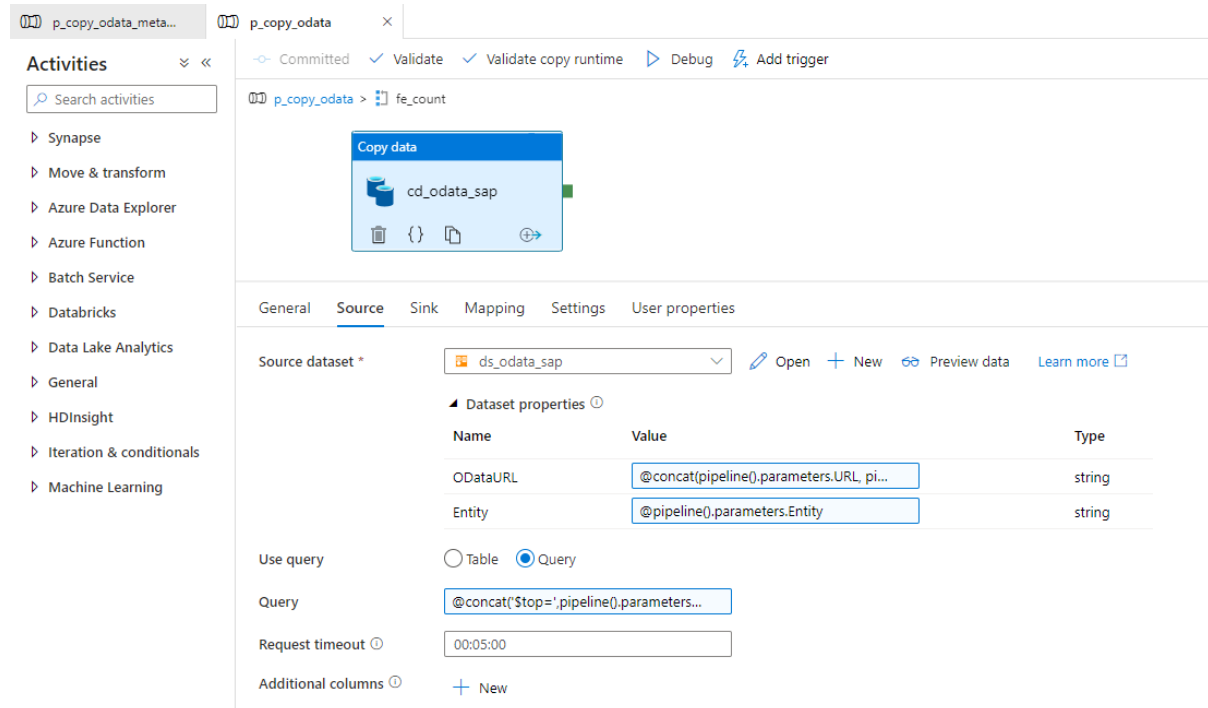 p_copy_odata_meta... p_copy_odata
Activities
Search activities
Synapse
Move & transform
Azure Data Explorer
Azure Function
Batch Service
Databricks
Data Lake Analytics
General
HDInsight
Iteration & conditionals
Machine Learning
Committed Validate Validate copy runtime Debug Add trigger
p_copy_odata > fe_count
Copy data
cd_odata_sap
General Source Sink Mapping Settings User properties
Source dataset * ds_odata_sap Open New Preview data Learn more
Dataset properties
Name Value Type
ODataURL @concat(pipeline().parameters.URL, pi... string
Entity @pipeline().parameters.Entity string
Use query Table Query
Query @concat('$top=',pipeline().parameters...
Request timeout 00:05:00
Additional columns New